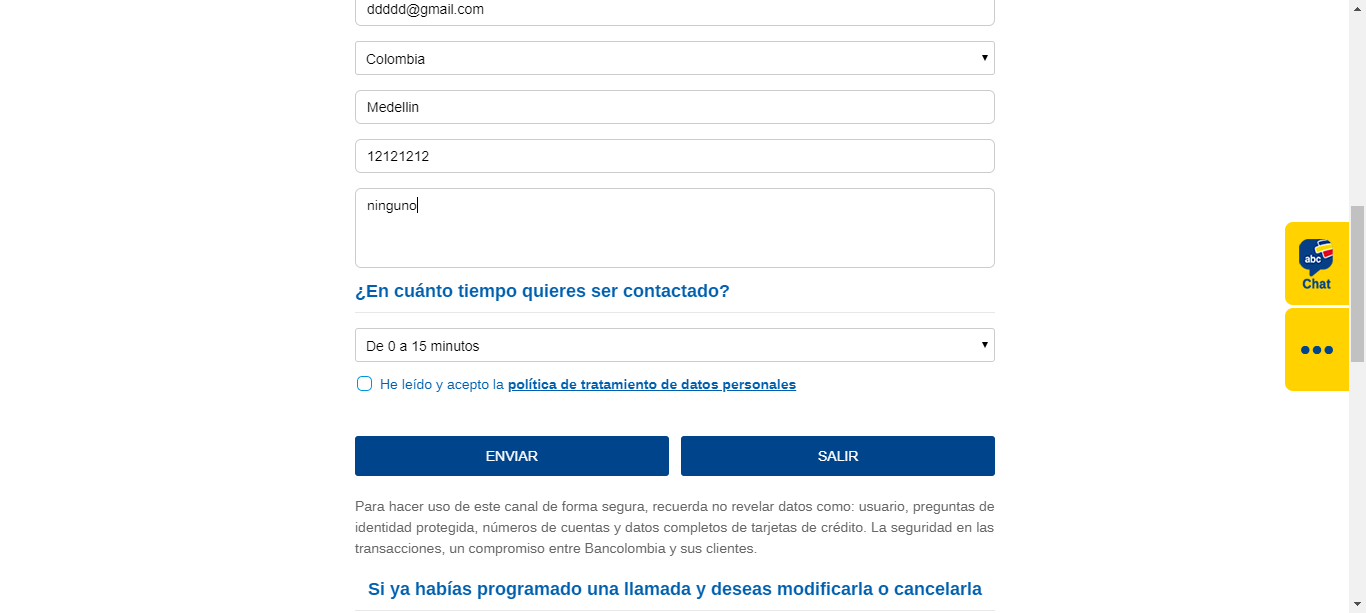 ddddd@gmail.com
Colombia
Medellin
12121212
ninguno
¿En cuánto tiempo quieres ser contactado?
De 0 a 15 minutos
He leído y acepto la política de tratamiento de datos personales
ENVIAR
SALIR
Para hacer uso de este canal de forma segura, recuerda no revelar datos como: usuario, preguntas de
identidad protegida, números de cuentas y datos completos de tarjetas de crédito. La seguridad en las
transacciones, un compromiso entre Bancolombia y sus clientes.
Si ya habías programado una llamada y deseas modificarla o cancelarla
abc
Chat